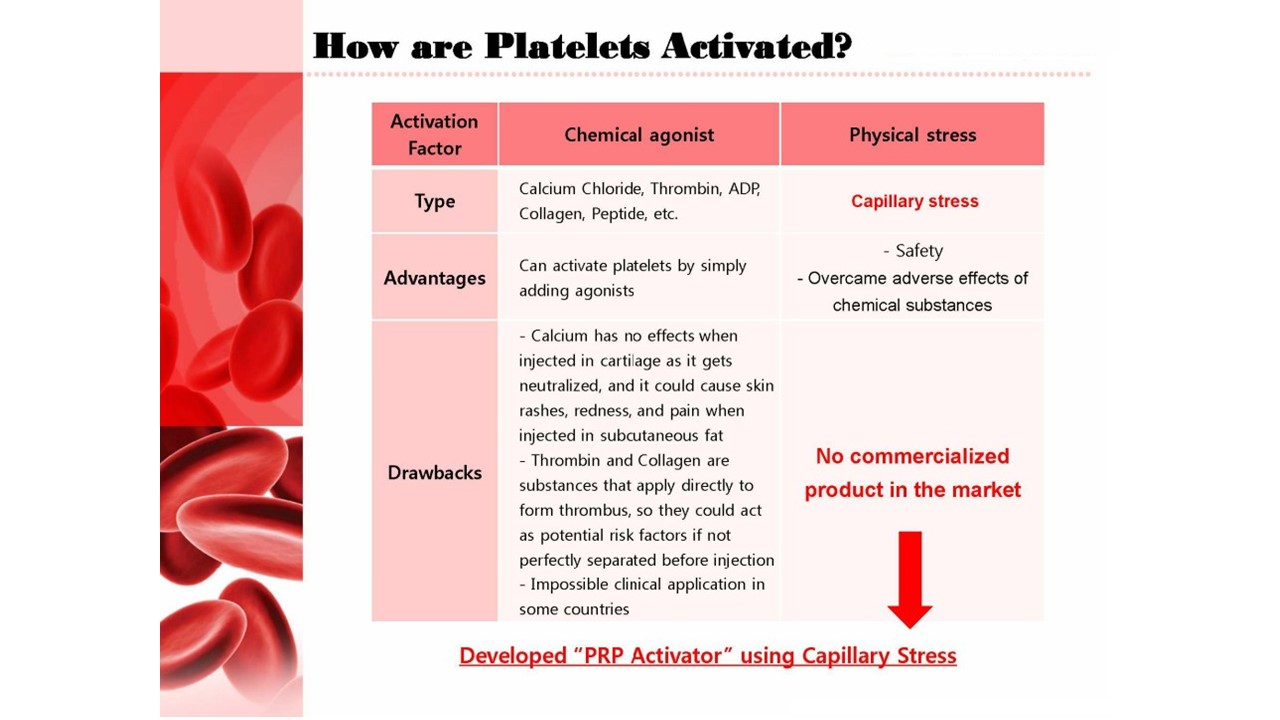 How are Platelets Activated?
Activation
Factor
Chemical agonist
Physical stress
Type
Calcium Chloride, Thrombin, ADP,
Collagen, Peptide, etc.
Capillary stress
Advantages
Can activate platelets by simply
adding agonists
- Safety
- Overcame adverse effects of
chemical substances
Drawbacks
- Calcium has no effects when
injected in cartilage as it gets
neutralized, and it could cause skin
rashes, redness, and pain when
injected in subcutaneous fat
- Thrombin and Collagen are
substances that apply directly to
form thrombus, so they could act
as potential risk factors if not
perfectly separated before injection
- Impossible clinical application in
some countries
No commercialized
product in the market
Developed “PRP Activator” using Capillary Stress